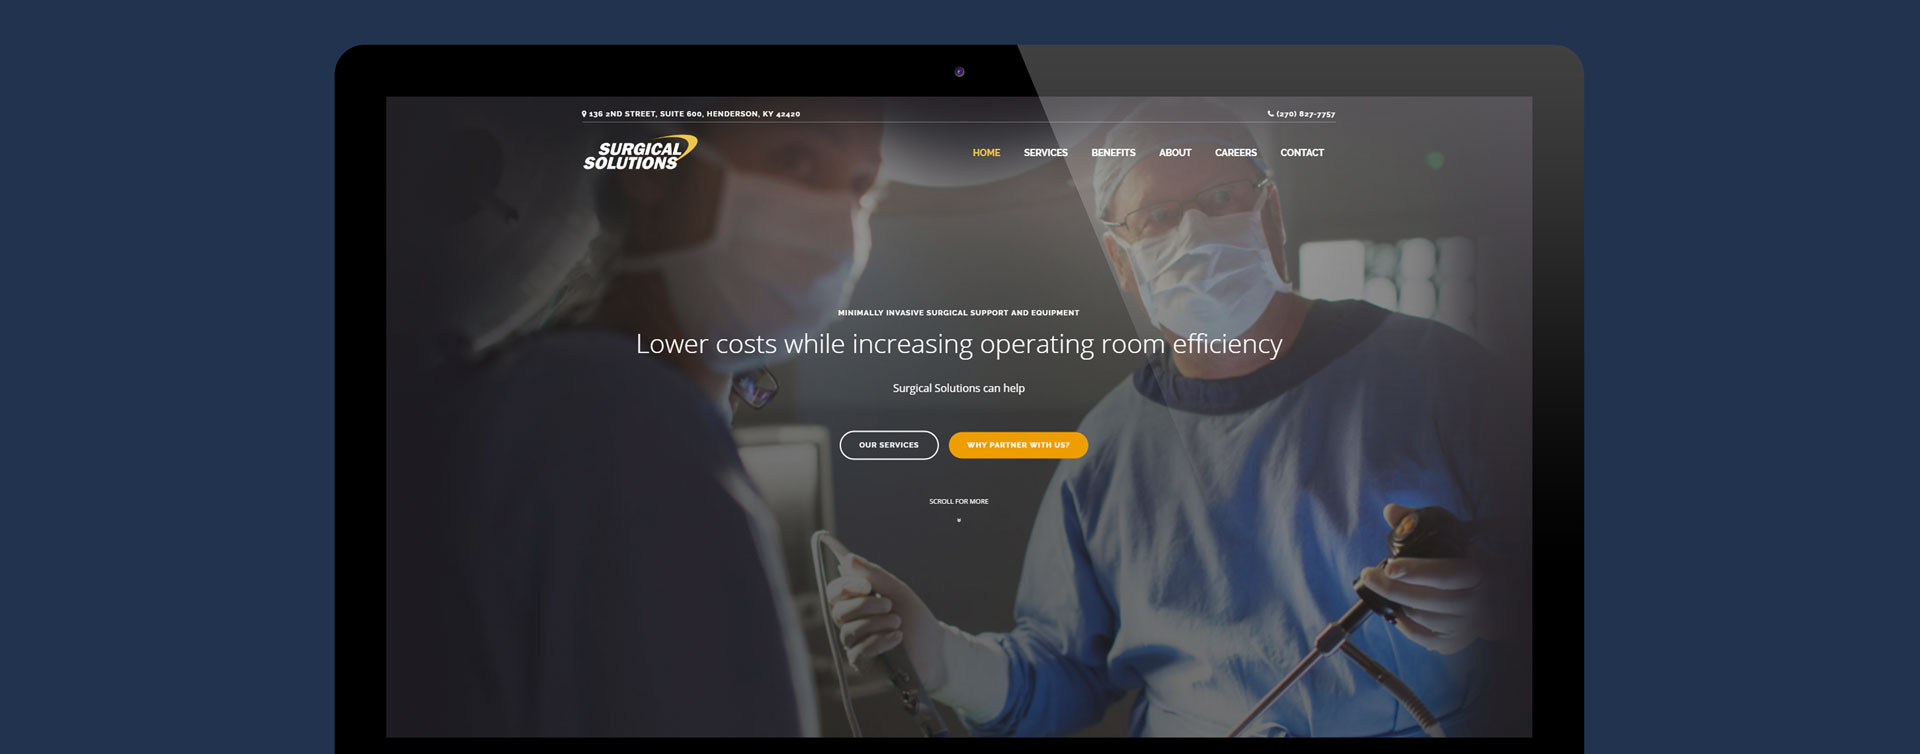 136 2ND STREET, SUITE 600, HENDERSON, KY 42420
(270) 827-7757
SURGICAL
SOLUTIONS
HOME SERVICES BENEFITS ABOUT CAREERS CONTACT
MINIMALLY INVASIVE SURGICAL SUPPORT AND EQUIPMENT
Lower costs while increasing operating room efficiency
Surgical Solutions can help
OUR SERVICES
WHY PARTNER WITH US?
SCROLL FOR MORE